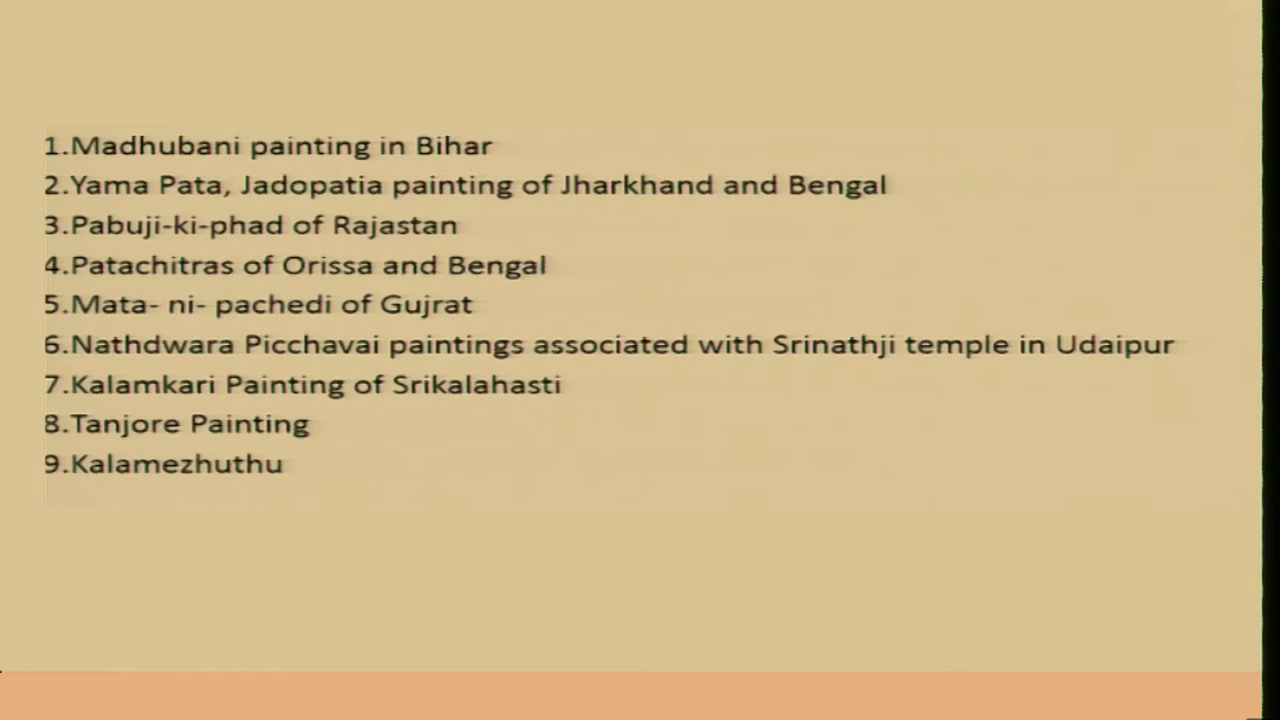 1.Madhubani painting in Bihar
2.Yama Pata, Jadopatia painting of Jharkhand and Bengal
3.Pabuji-ki-phad of Rajastan
4.Patachitras of Orissa and Bengal
5.Mata- ni- pachedi of Gujrat
6.Nathdwara Picchavai paintings associated with Srinathji temple in Udaipur
7.Kalamkari Painting of Srikalahasti
8.Tanjore Painting
9.Kalamezhuthu